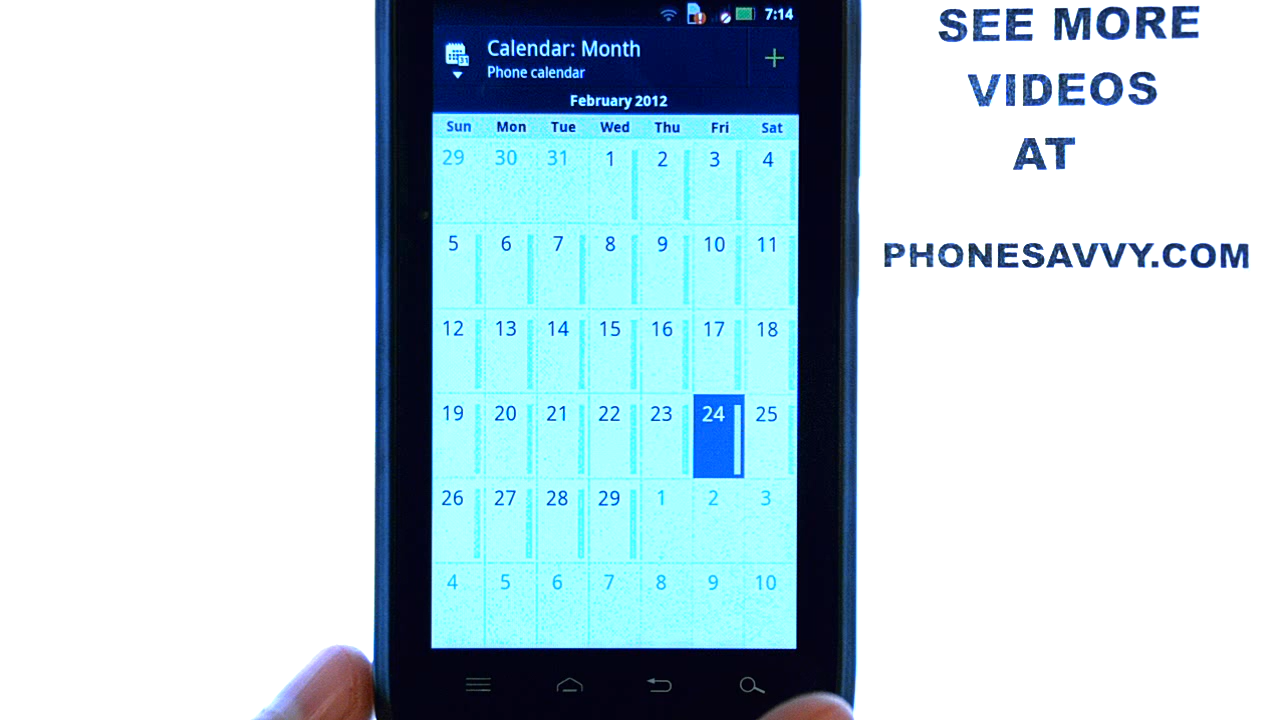 7:14
Calendar: Month
Phone calendar
February 2012
Sun Mon Tue Wed Thu Fri Sat
29 30 31 1 2 3 4
5 6 7 8 9 10 11
12 13 14 15 16 17 18
19 20 21 22 23 24 25
26 27 28 29 1 2 3
4 5 6 7 8 9 10
SEE MORE
VIDEOS
AT
PHONESAVVY.COM